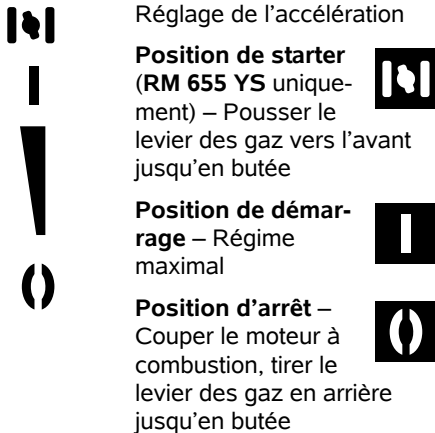 Réglage de l'accélération
Position de starter
(RM 655 YS unique-
ment) – Pousser le
levier des gaz vers l'avant
jusqu'en butée
Position de démar-
rage – Régime
maximal
Position d'arrêt –
Couper le moteur à
combustion, tirer le
levier des gaz en arrière
jusqu'en butée